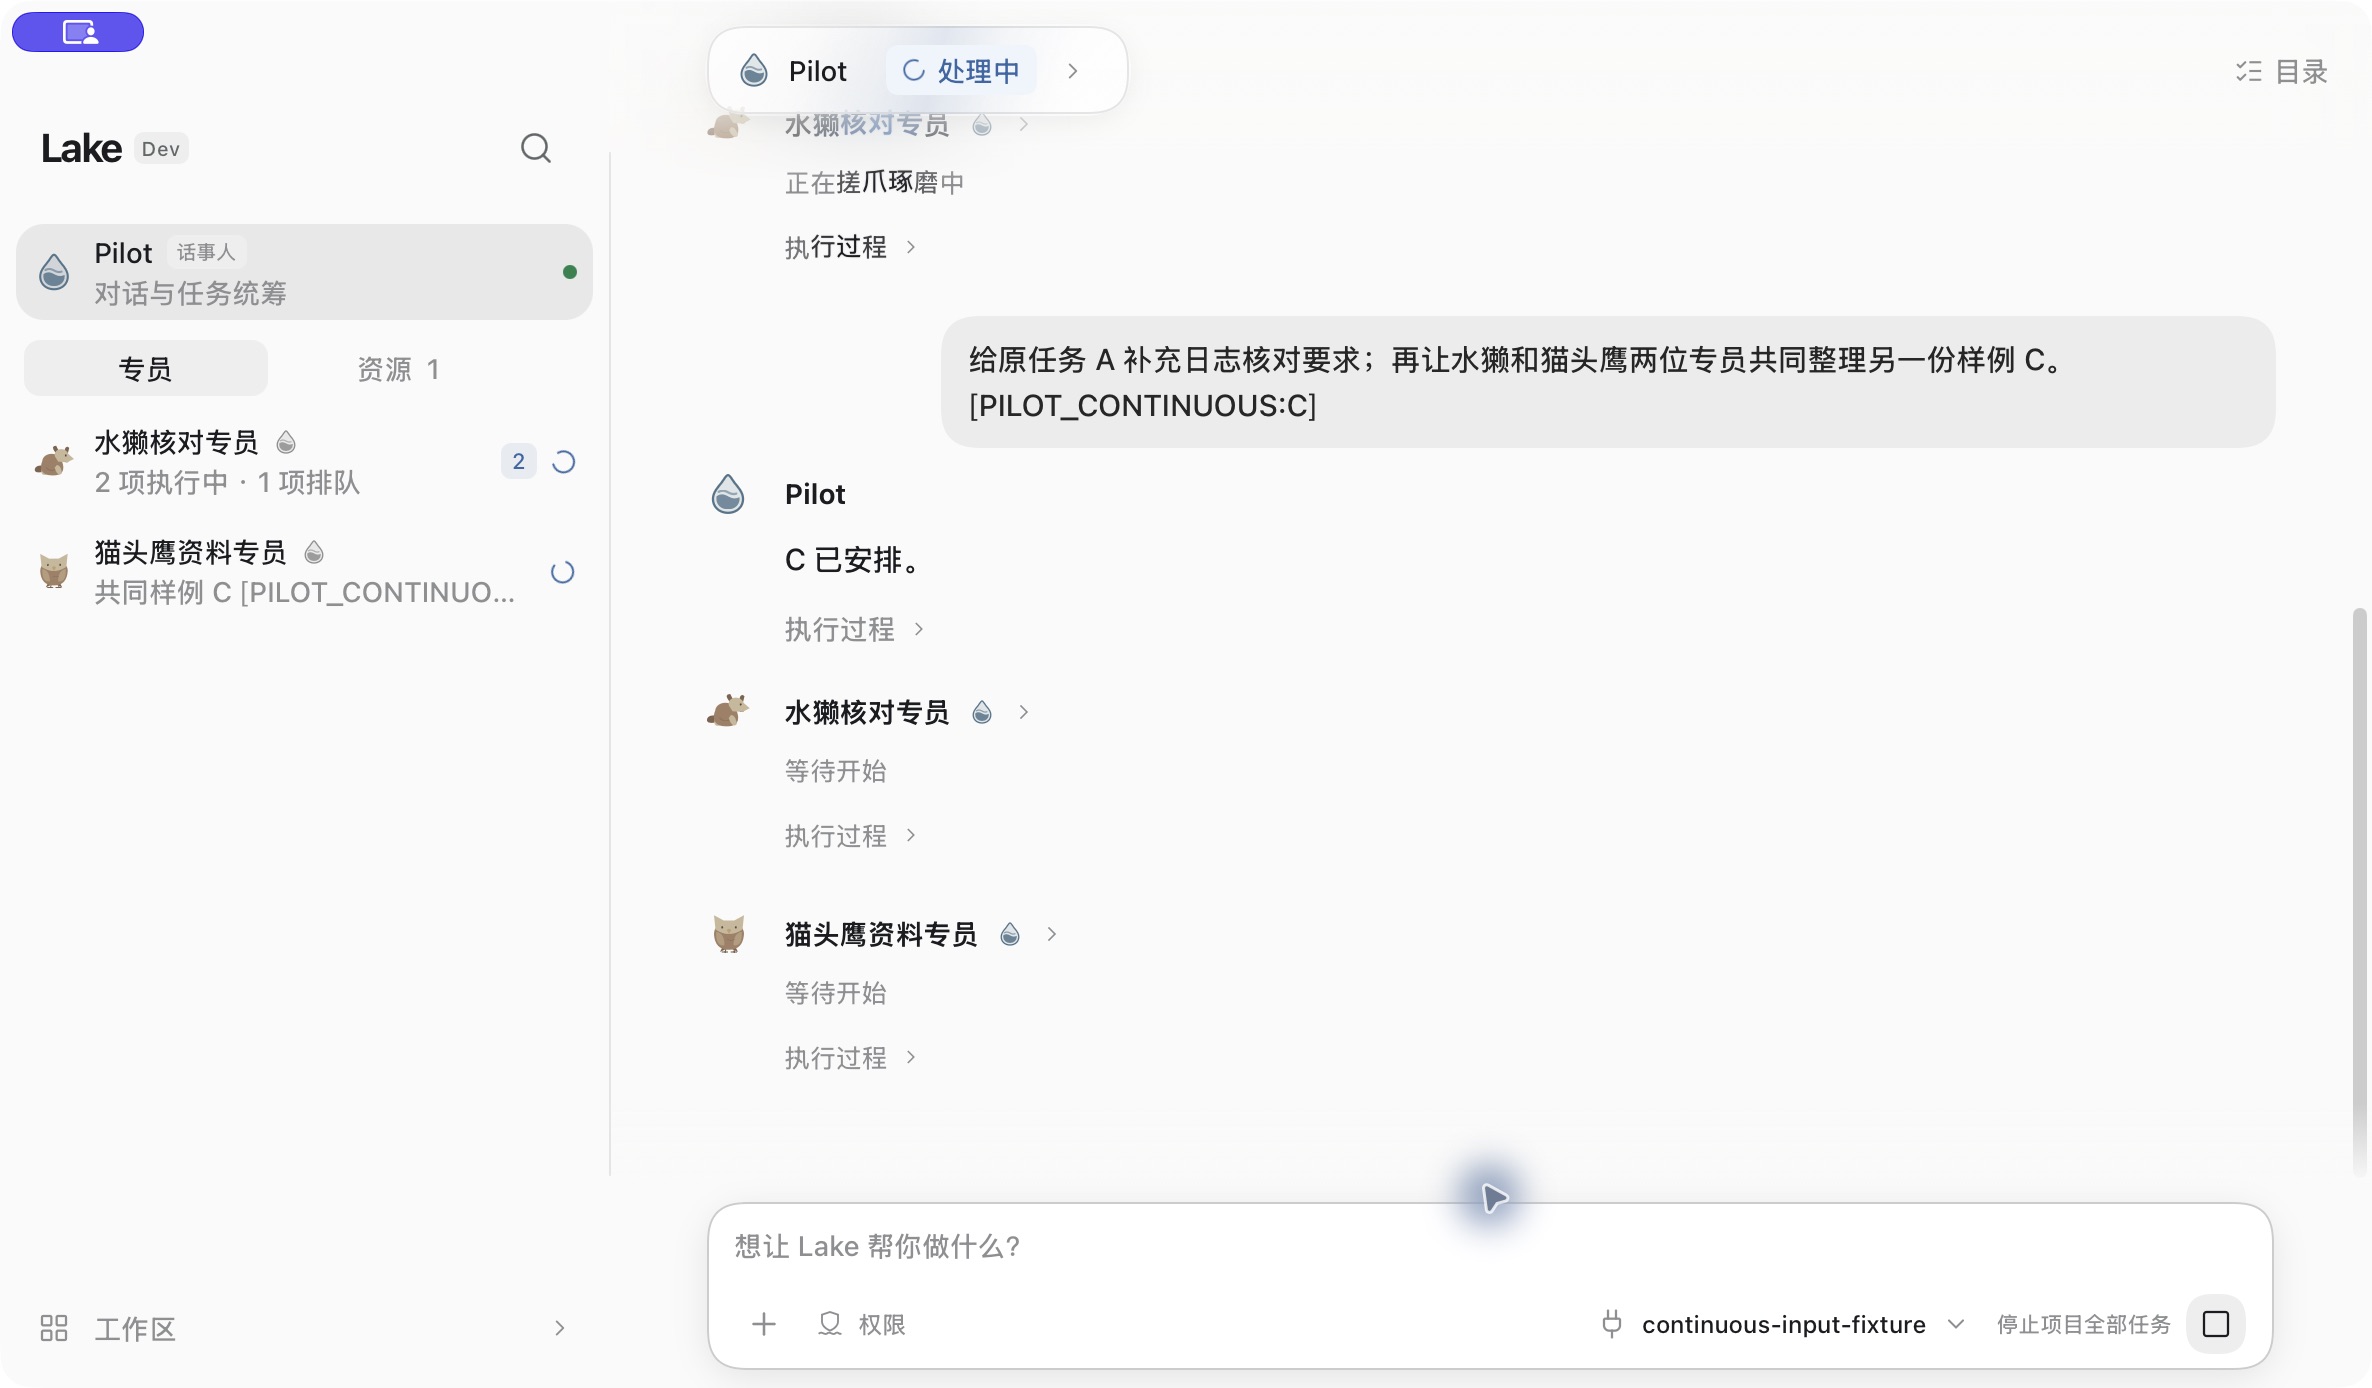 Lake Dev
Pilot 话事人
对话与任务统筹
专员
资源 1
水獭核对专员
2 项执行中 · 1 项排队
2
猫头鹰资料专员
共同样例 C [PILOT_CONTINUO...
工作区
Pilot 处理中
目录
水獭核对专员
正在搓爪琢磨中
执行过程
给原任务 A 补充日志核对要求；再让水獭和猫头鹰两位专员共同整理另一份样例 C。
[PILOT_CONTINUOUS:C]
Pilot
C 已安排。
执行过程
水獭核对专员
等待开始
执行过程
猫头鹰资料专员
等待开始
执行过程
想让 Lake 帮你做什么？
权限
continuous-input-fixture
停止项目全部任务